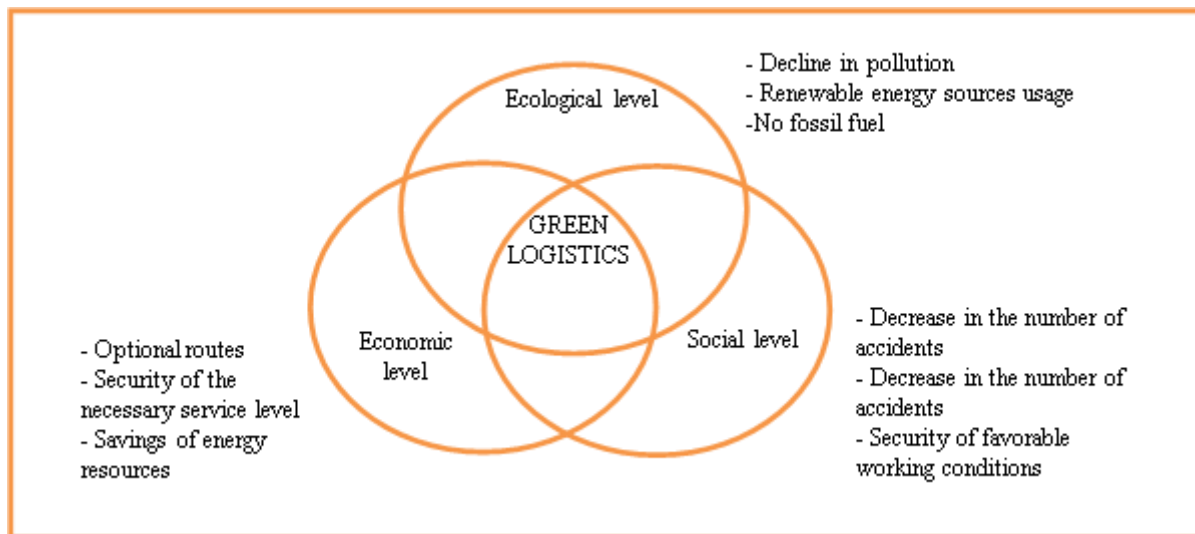 Ecological level
- Decline in pollution
- Renewable energy sources usage
-No fossil fuel
GREEN
LOGISTICS
Economic
level
- Optional routes
- Security of the
necessary service level
- Savings of energy
resources
Social level
- Decrease in the number of
accidents
- Decrease in the number of
accidents
- Security of favorable
working conditions